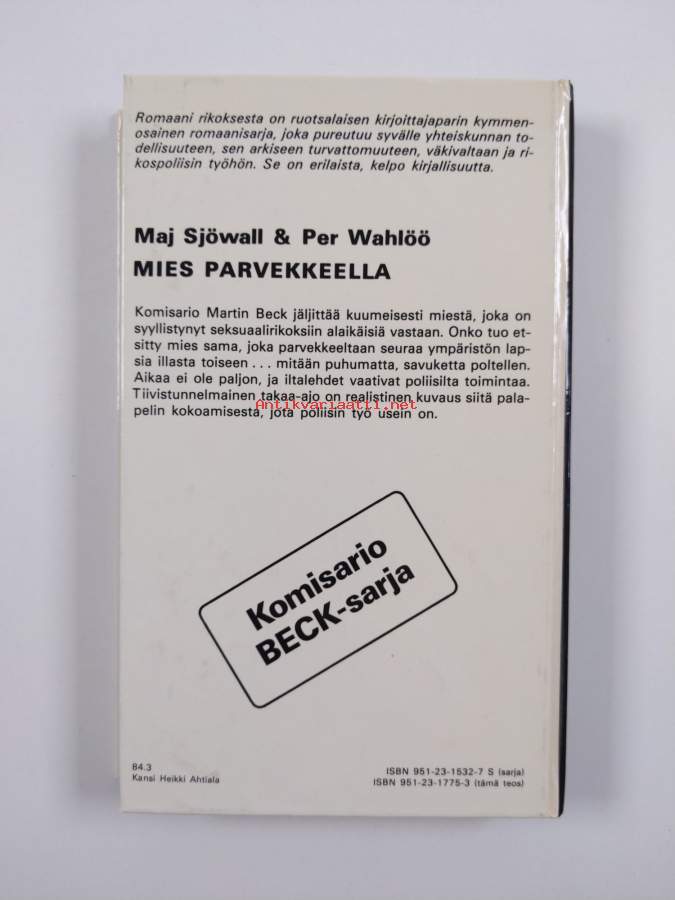 Romaani rikoksesta on ruotsalaisen kirjoittajaparin kymmen-
osainen romaanisarja, joka pureutuu syvälle yhteiskunnan to-
dellisuuteen, sen arkiseen turvattomuuteen, väkivaltaan ja ri-
kospoliisin työhön. Se on erilaista, kelpo kirjallisuutta.
Maj Sjöwall & Per Wahlöö
MIES PARVEKKEELLA
Komisario Martin Beck jäljittää kuumeisesti miestä, joka on
syyllistynyt seksuaalirikoksiin alaikäisiä vastaan. Onko tuo et-
sitty mies sama, joka parvekkeeltaan seuraa ympäristön lap-
sia illasta toiseen . . . mitään puhumatta, savuketta poltellen.
Aikaa ei ole paljon, ja iltalehdet vaativat poliisilta toimintaa.
Tiivistunnelmainen takaa-ajo on realistinen kuvaus siitä pala-
pelin kokoamisesta, jota poliisin työ usein on.
Antikvariaatti.net
Komisario
BECK-sarja
84.3
Kansi Heikki Ahtiala
ISBN 951-23-1532-7 S (sarja)
ISBN 951-23-1775-3 (tämä teos)